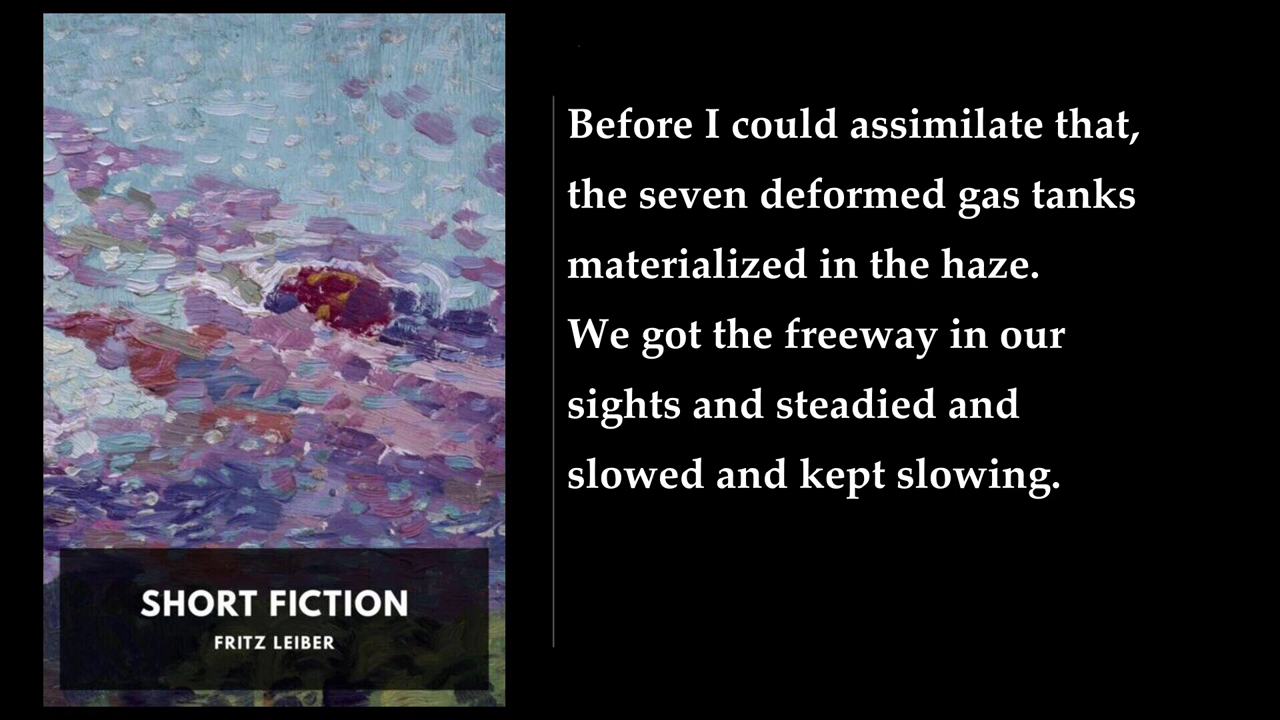 SHORT FICTION
FRITZ LEIBER
Before I could assimilate that,
the seven deformed gas tanks
materialized in the haze.
We got the freeway in our
sights and steadied and
slowed and kept slowing.